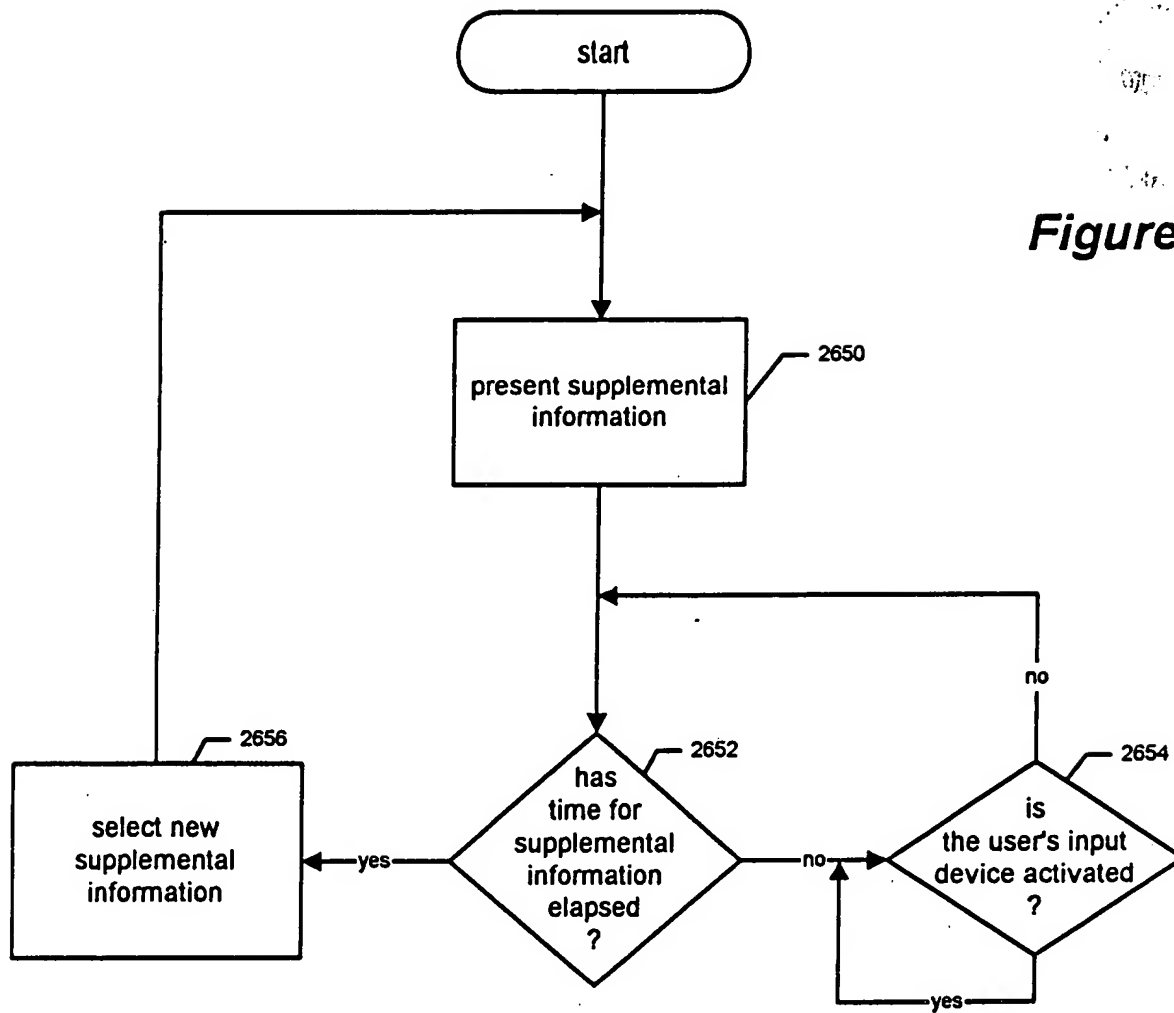 start
Figure
2650
present supplemental
information
no
2656
2652
2654
select new
supplemental
information
yes
has
time for
supplemental
information
elapsed
?
no
is
the user's input
device activated
?
yes